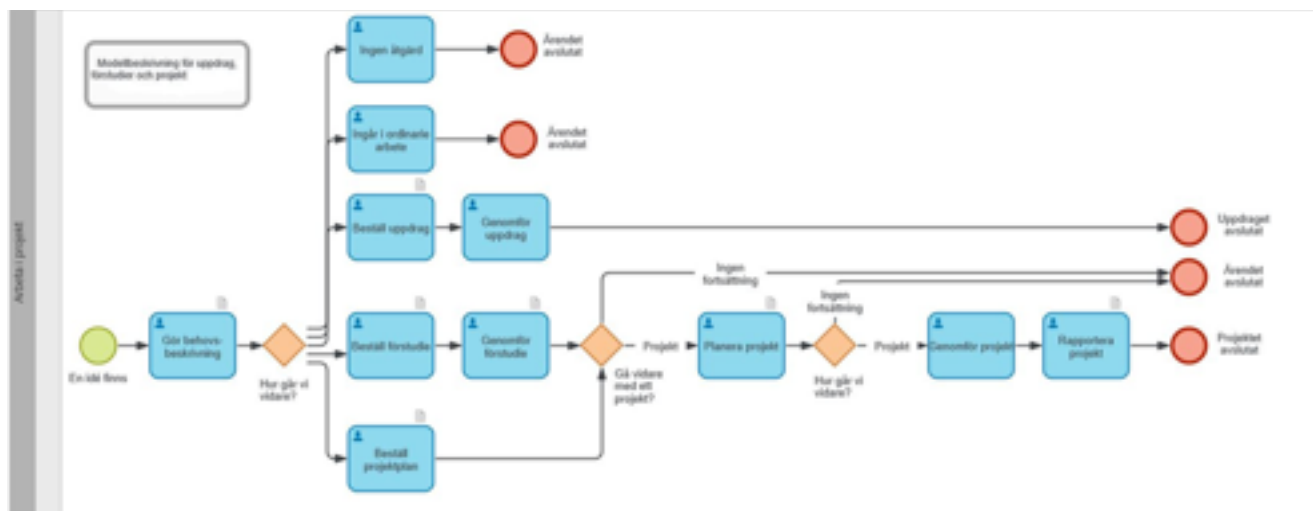 Arbeta i projekt
Modellbeskrivning för uppdrag,
förstudier och projekt
Ingen åtgärd
Ärendet
avslutat
Ingår i ordinarie
arbete
Ärendet
avslutat
Beställ uppdrag
Genomför
uppdrag
Uppdraget
avslutat
Ingen
fortsättning
Ärendet
avslutat
Ingen
fortsättning
En idé finns
Gör behovs-
beskrivning
Hur går vi
vidare?
Beställ förstudie
Genomför
förstudie
Gå vidare
med ett
projekt?
Projekt
Planera projekt
Hur går vi
vidare?
Projekt
Genomför projekt
Rapportera
projekt
Projektet
avslutat
Beställ
projektplan